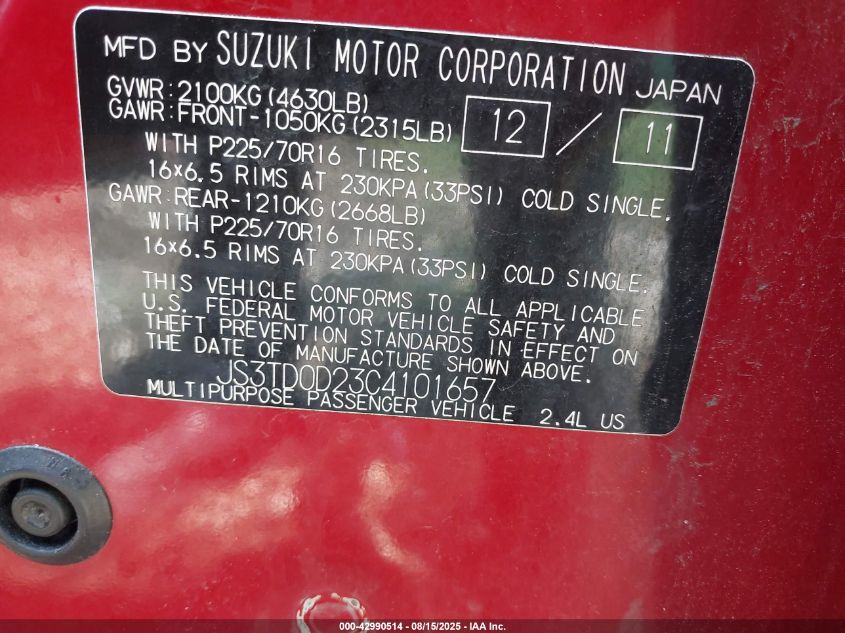 MFD BY SUZUKI MOTOR CORPORATION JAPAN
GVWR:2100KG(4630LB)
GAWR:FRONT-1050KG(2315LB) 12 / 11
WITH P225/70R16 TIRES.
16×6.5 RIMS AT 230KPA(33PSI) COLD SINGLE.
GAWR:REAR-1210KG(2668LB)
WITH P225/70R16 TIRES.
16×6.5 RIMS AT 230KPA(33PSI) COLD SINGLE.
THIS VEHICLE CONFORMS TO ALL APPLICABLE
U.S. FEDERAL MOTOR VEHICLE SAFETY AND
THEFT PREVENTION STANDARDS IN EFFECT ON
THE DATE OF MANUFACTURE SHOWN ABOVE.
JS3TD0D23C4101657
MULTIPURPOSE PASSENGER VEHICLE 2.4L US
000-42990514 - 08/15/2025 - IAA Inc.